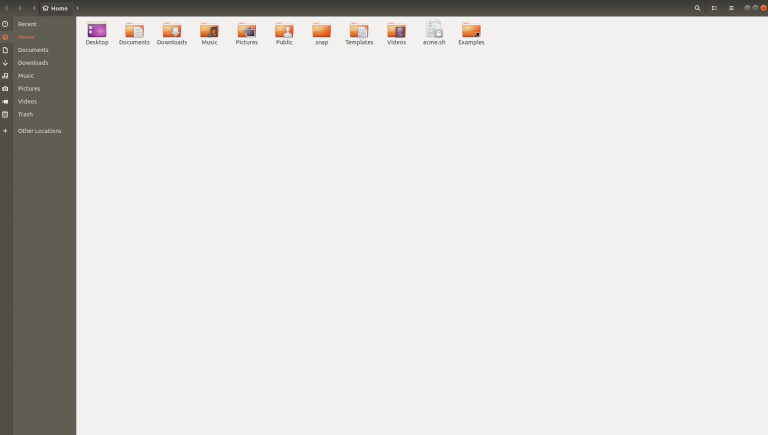 Home
Recent
Home
Documents
Downloads
Music
Pictures
Videos
Trash
Other Locations
Desktop
Documents
Downloads
Music
Pictures
Public
snap
Templates
Videos
acme.sh
Examples